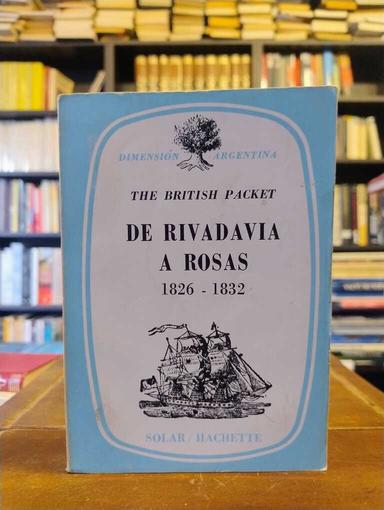 DIMENSIÓN ARGENTINA
THE BRITISH PACKET
DE RIVADAVIA
A ROSAS
1826 - 1832
SOLAR / HACHETTE